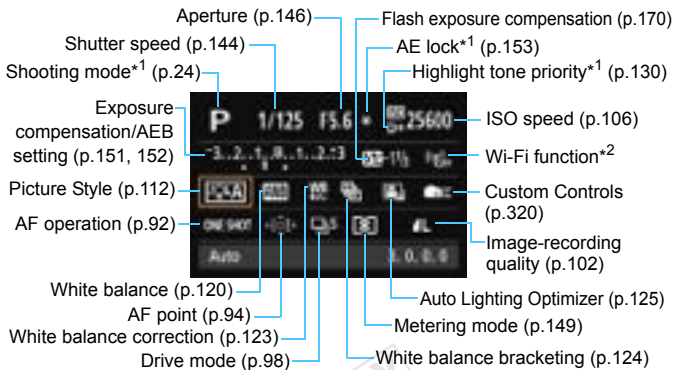 Aperture (p.146)
Flash exposure compensation (p.170)
Shutter speed (p.144)
AE lock*1 (p.153)
Shooting mode*1 (p.24)
Highlight tone priority*1 (p.130)
Exposure
compensation/AEB
setting (p.151, 152)
P 1/125 F5.6 25600
ISO speed (p.106)
-3..2..1..0..1..2..+3
Wi-Fi function*2
Picture Style (p.112)
Custom Controls
(p.320)
AF operation (p.92)
ONE SHOT
Image-recording
quality (p.102)
Auto
White balance (p.120)
Auto Lighting Optimizer (p.125)
AF point (p.94)
Metering mode (p.149)
White balance correction (p.123)
Drive mode (p.98)
White balance bracketing (p.124)